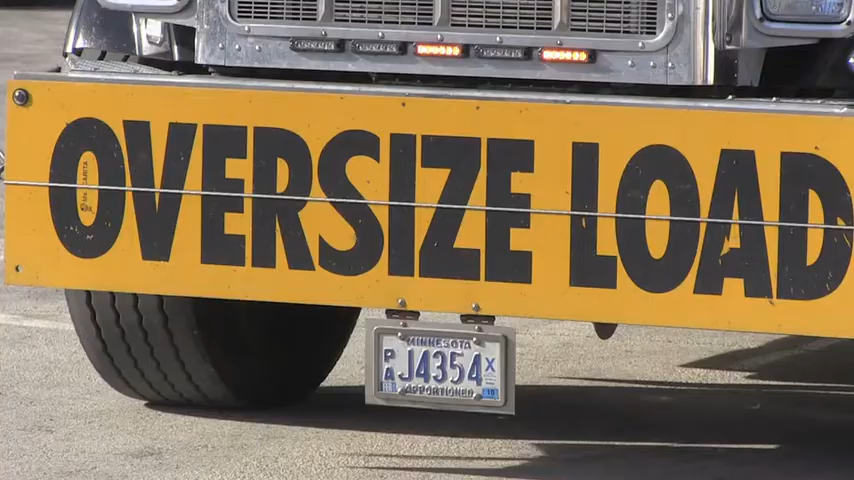 OVERSIZE LOAD
MINNESOTA
PA J4354 X
APPORTIONED